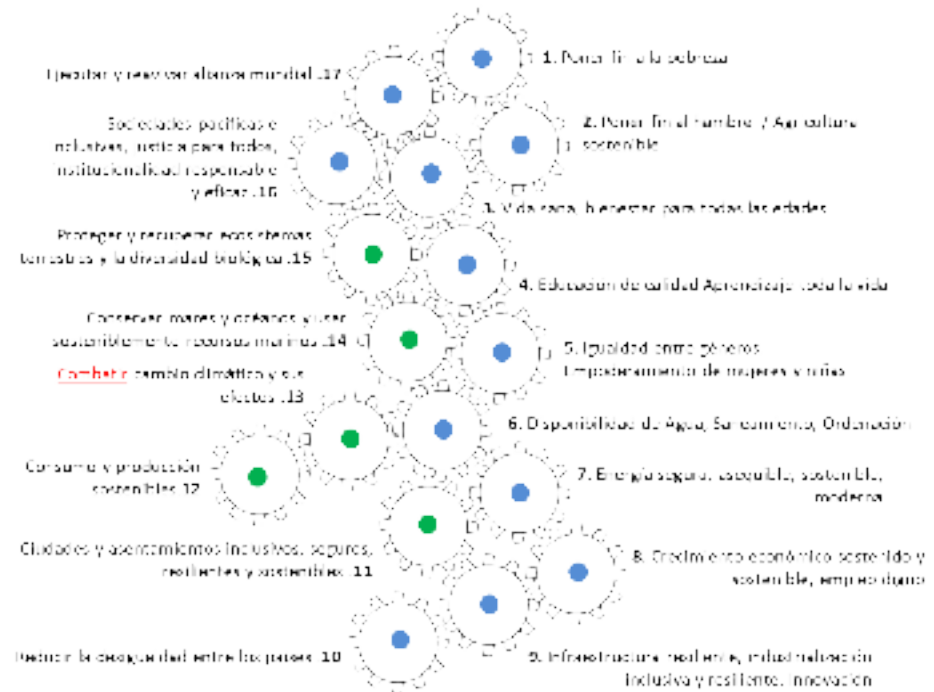 1. Poner fin a la pobreza
2. Poner fin al hambre / Agricultura
sostenible
3. Vida sana, bienestar para todas las edades
4. Educación de calidad Aprendizaje toda la vida
5. Igualdad entre géneros
Empoderamiento de mujeres y niñas
6. Disponibilidad de Agua, Saneamiento, Ordenación
7. Energía segura, asequible, sostenible,
moderna
8. Crecimiento económico sostenido y
sostenible, empleo digno
9. Infraestructura resiliente, industrialización
inclusiva y resiliente, innovación
Reducir la desigualdad entre los países .10
Ciudades y asentamientos inclusivos, seguros,
resilientes y sostenibles .11
Consumo y producción
sostenibles .12
Combatir cambio climático y sus
efectos .13
Conservar mares y océanos y usar
sosteniblemente recursos marinos .14
Proteger y recuperar ecosistemas
terrestres y la diversidad biológica .15
Sociedades pacíficas e
inclusivas, justicia para todos,
institucionalidad responsable
y eficaz .16
Ejecutar y reavivar alianza mundial .17